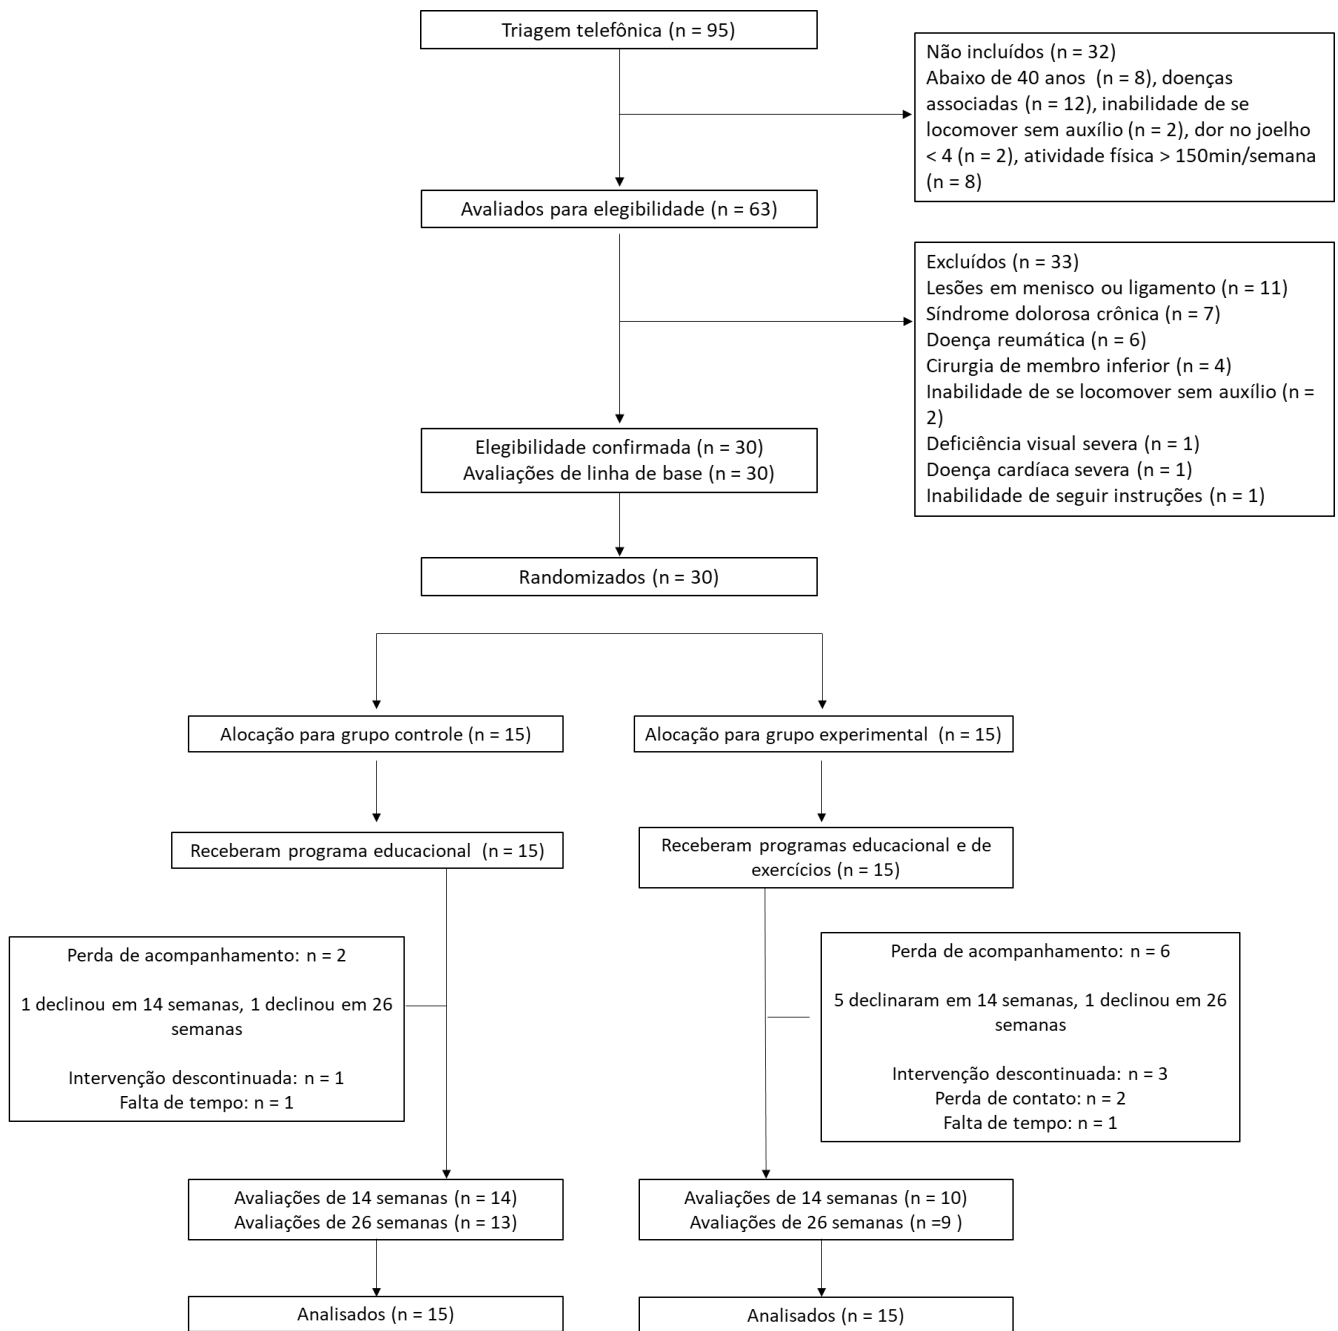 Triagem telefônica (n = 95)
Não incluídos (n = 32)
Abaixo de 40 anos (n = 8), doenças
associadas (n = 12), inabilidade de se
locomover sem auxílio (n = 2), dor no joelho
< 4 (n = 2), atividade física > 150min/semana
(n = 8)
Avaliados para elegibilidade (n = 63)
Excluídos (n = 33)
Lesões em menisco ou ligamento (n = 11)
Síndrome dolorosa crônica (n = 7)
Doença reumática (n = 6)
Cirurgia de membro inferior (n = 4)
Inabilidade de se locomover sem auxílio (n =
2)
Deficiência visual severa (n = 1)
Doença cardíaca severa (n = 1)
Inabilidade de seguir instruções (n = 1)
Elegibilidade confirmada (n = 30)
Avaliações de linha de base (n = 30)
Randomizados (n = 30)
Alocação para grupo controle (n = 15)
Alocação para grupo experimental (n = 15)
Receberam programa educacional (n = 15)
Receberam programas educacional e de
exercícios (n = 15)
Perda de acompanhamento: n = 2
1 declinou em 14 semanas, 1 declinou em 26
semanas
Intervenção descontinuada: n = 1
Falta de tempo: n = 1
Perda de acompanhamento: n = 6
5 declinaram em 14 semanas, 1 declinou em 26
semanas
Intervenção descontinuada: n = 3
Perda de contato: n = 2
Falta de tempo: n = 1
Avaliações de 14 semanas (n = 14)
Avaliações de 26 semanas (n = 13)
Avaliações de 14 semanas (n = 10)
Avaliações de 26 semanas (n =9 )
Analisados (n = 15)
Analisados (n = 15)